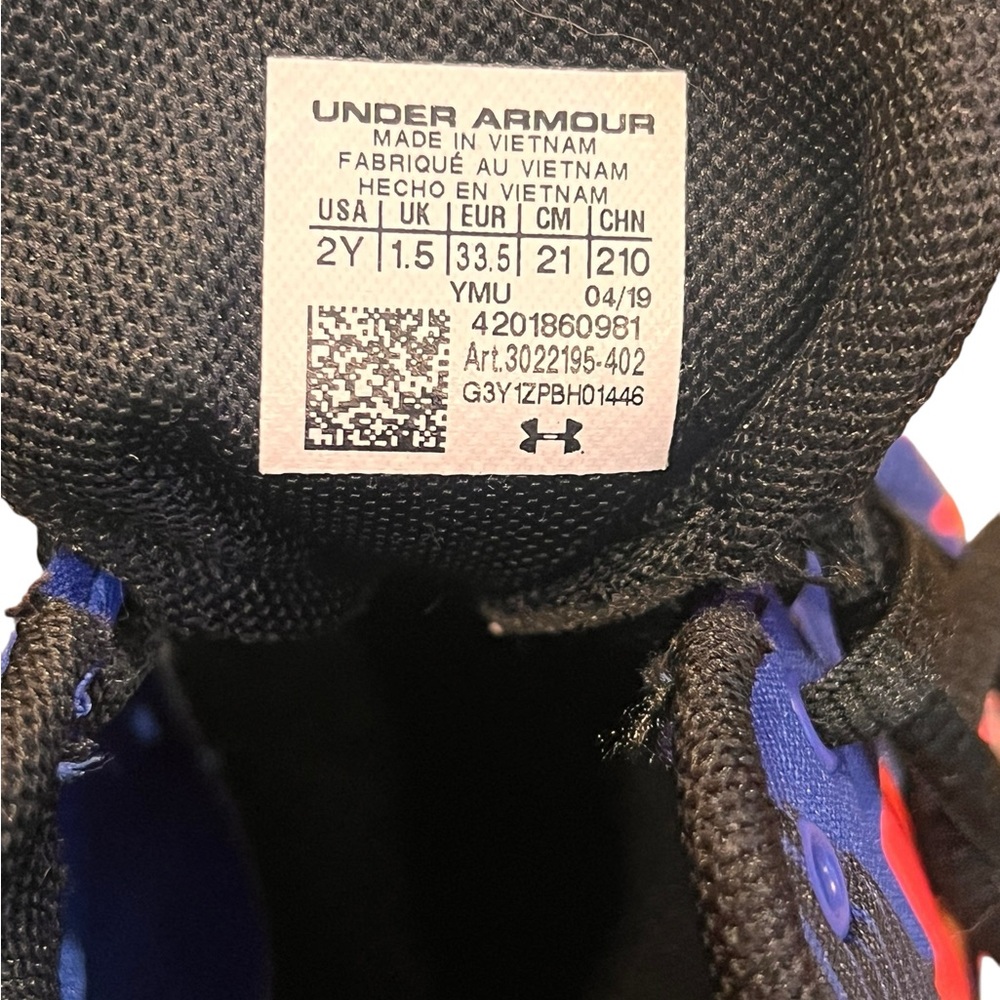 UNDER ARMOUR
MADE IN VIETNAM
FABRIQUÉ AU VIETNAM
HECHO EN VIETNAM
USA | UK | EUR | CM | CHN
2Y | 1.5 | 33.5 | 21 | 210
YMU 04/19
4201860981
Art.3022195-402
G3Y1ZPBH01446